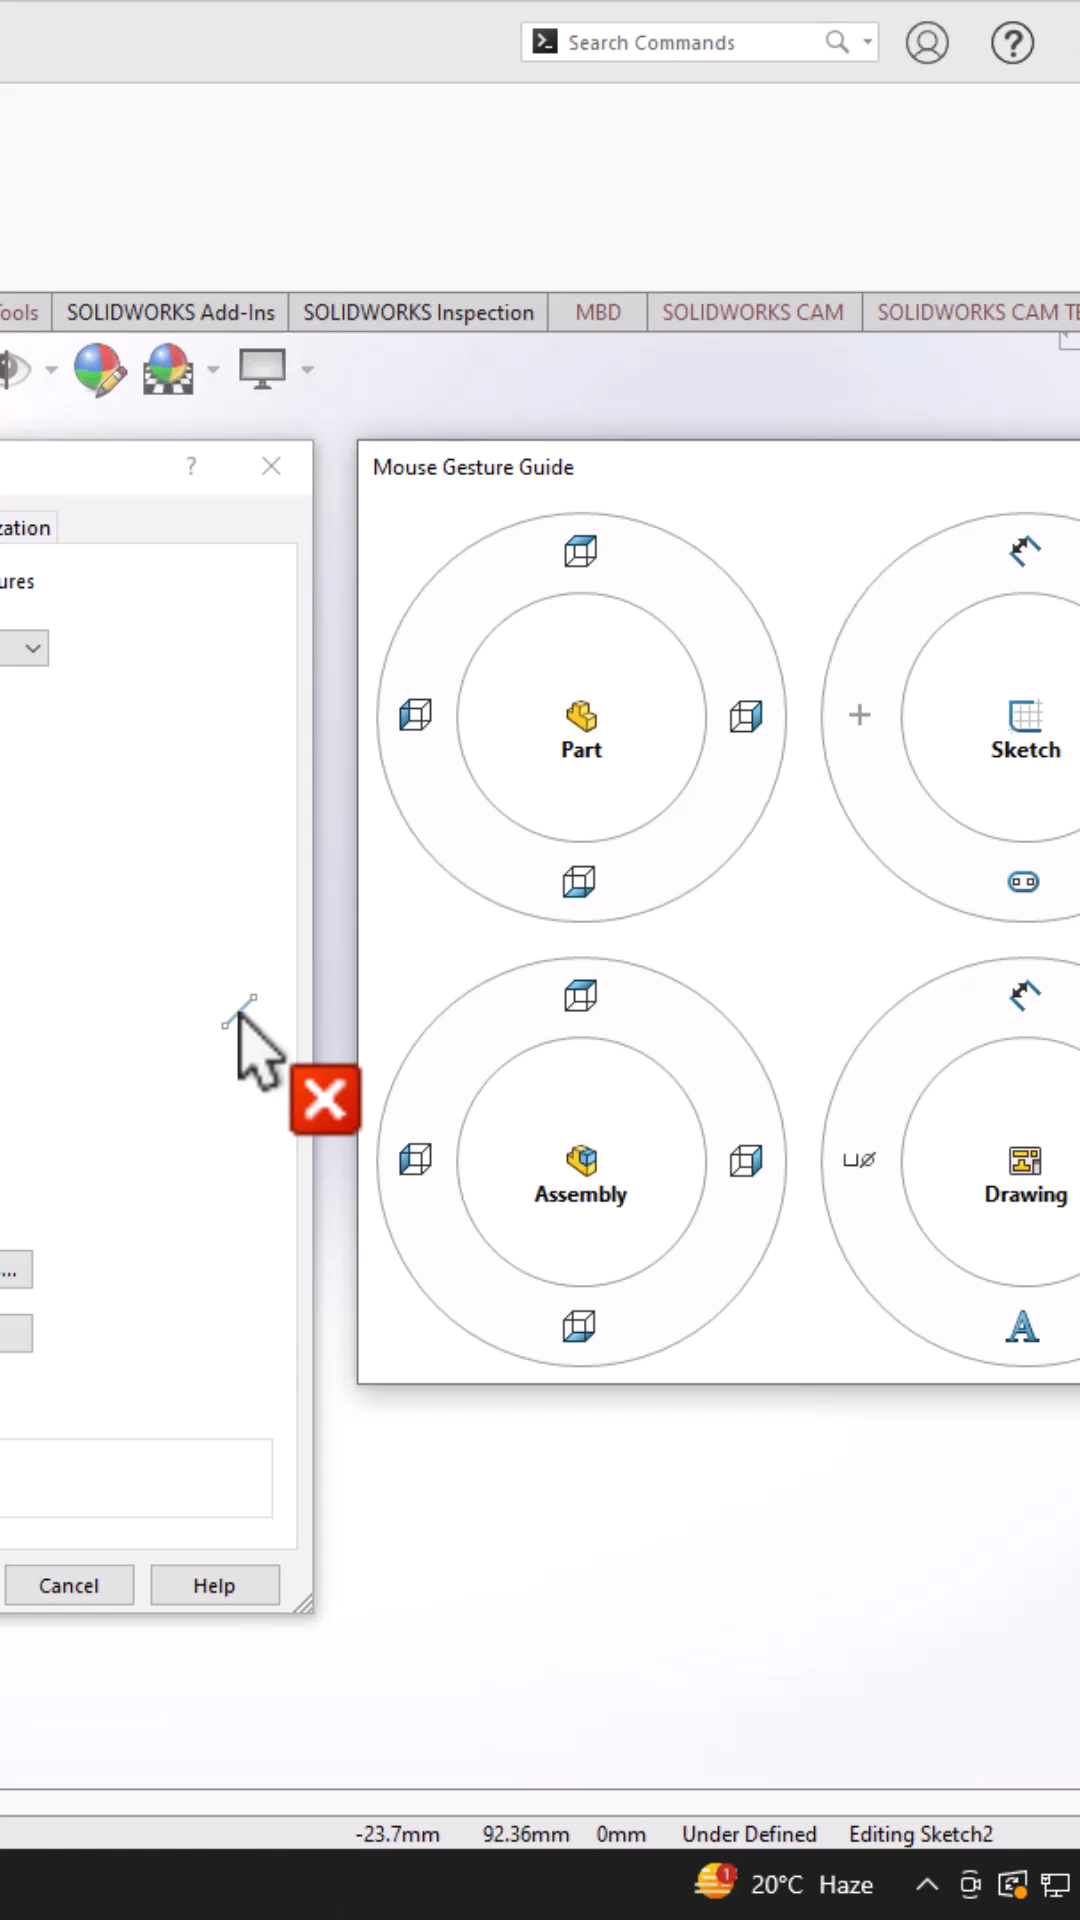 Search Commands
ools
SOLIDWORKS Add-Ins
SOLIDWORKS Inspection
MBD
SOLIDWORKS CAM
SOLIDWORKS CAM TE
?
Mouse Gesture Guide
zation
ures
Part
Sketch
Assembly
Drawing
A
...
Cancel
Help
-23.7mm
92.36mm
0mm
Under Defined
Editing Sketch2
1
20°C Haze